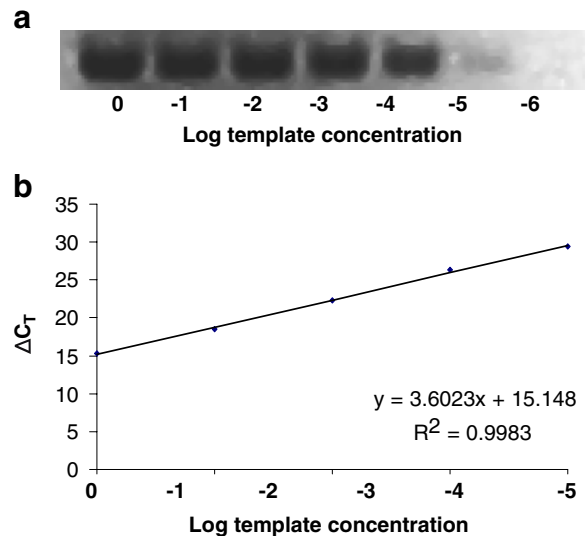 a
0 -1 -2 -3 -4 -5 -6
Log template concentration
b
35
30
25
20
15
10
5
0
ΔCT
y = 3.6023x + 15.148
R2 = 0.9983
0 -1 -2 -3 -4 -5
Log template concentration